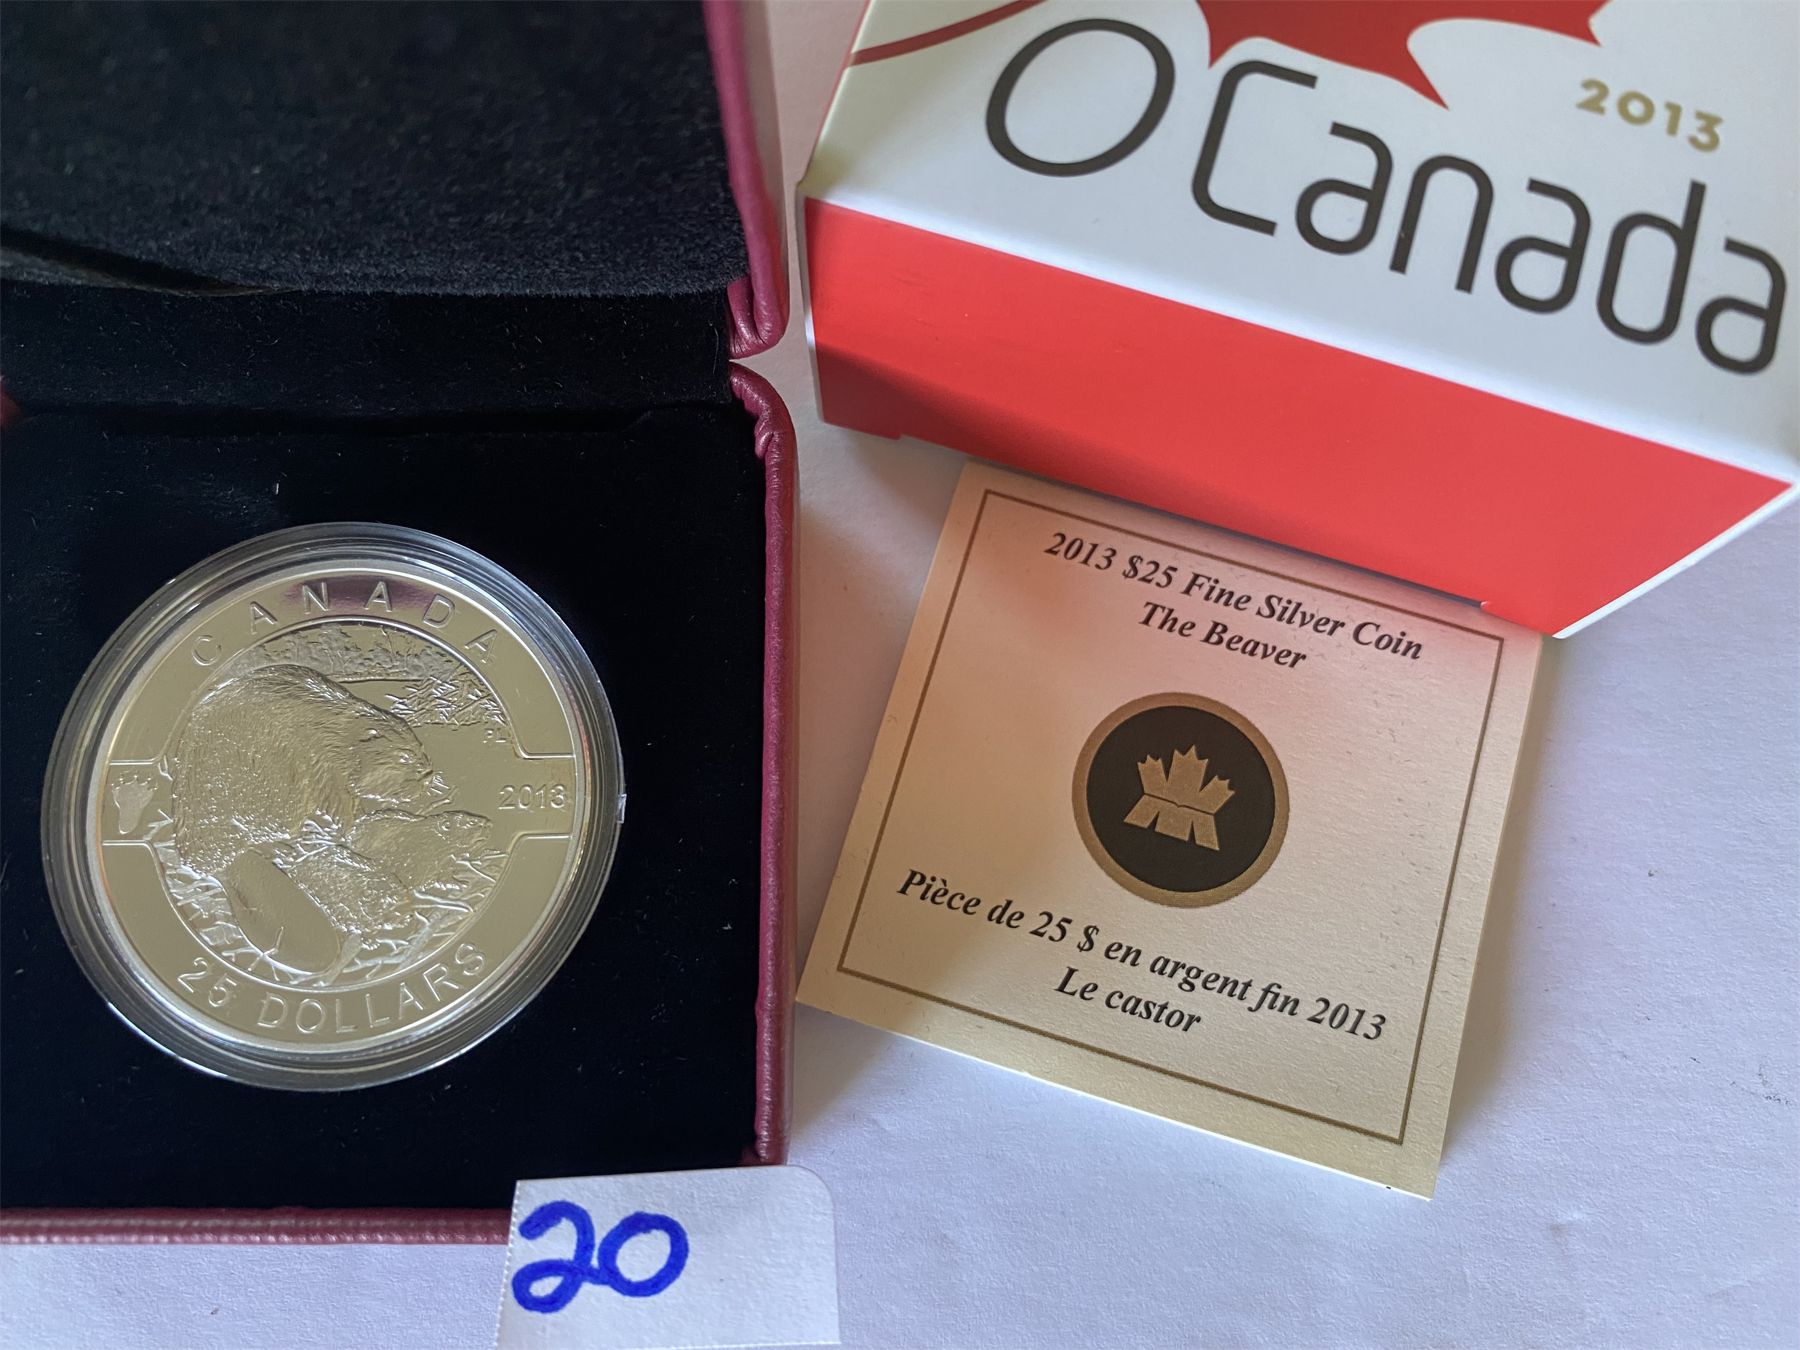 O Canada
2013
2013 $25 Fine Silver Coin
The Beaver
Pièce de 25 $ en argent fin 2013
Le castor
CANADA
PL
2013
25 DOLLARS
20